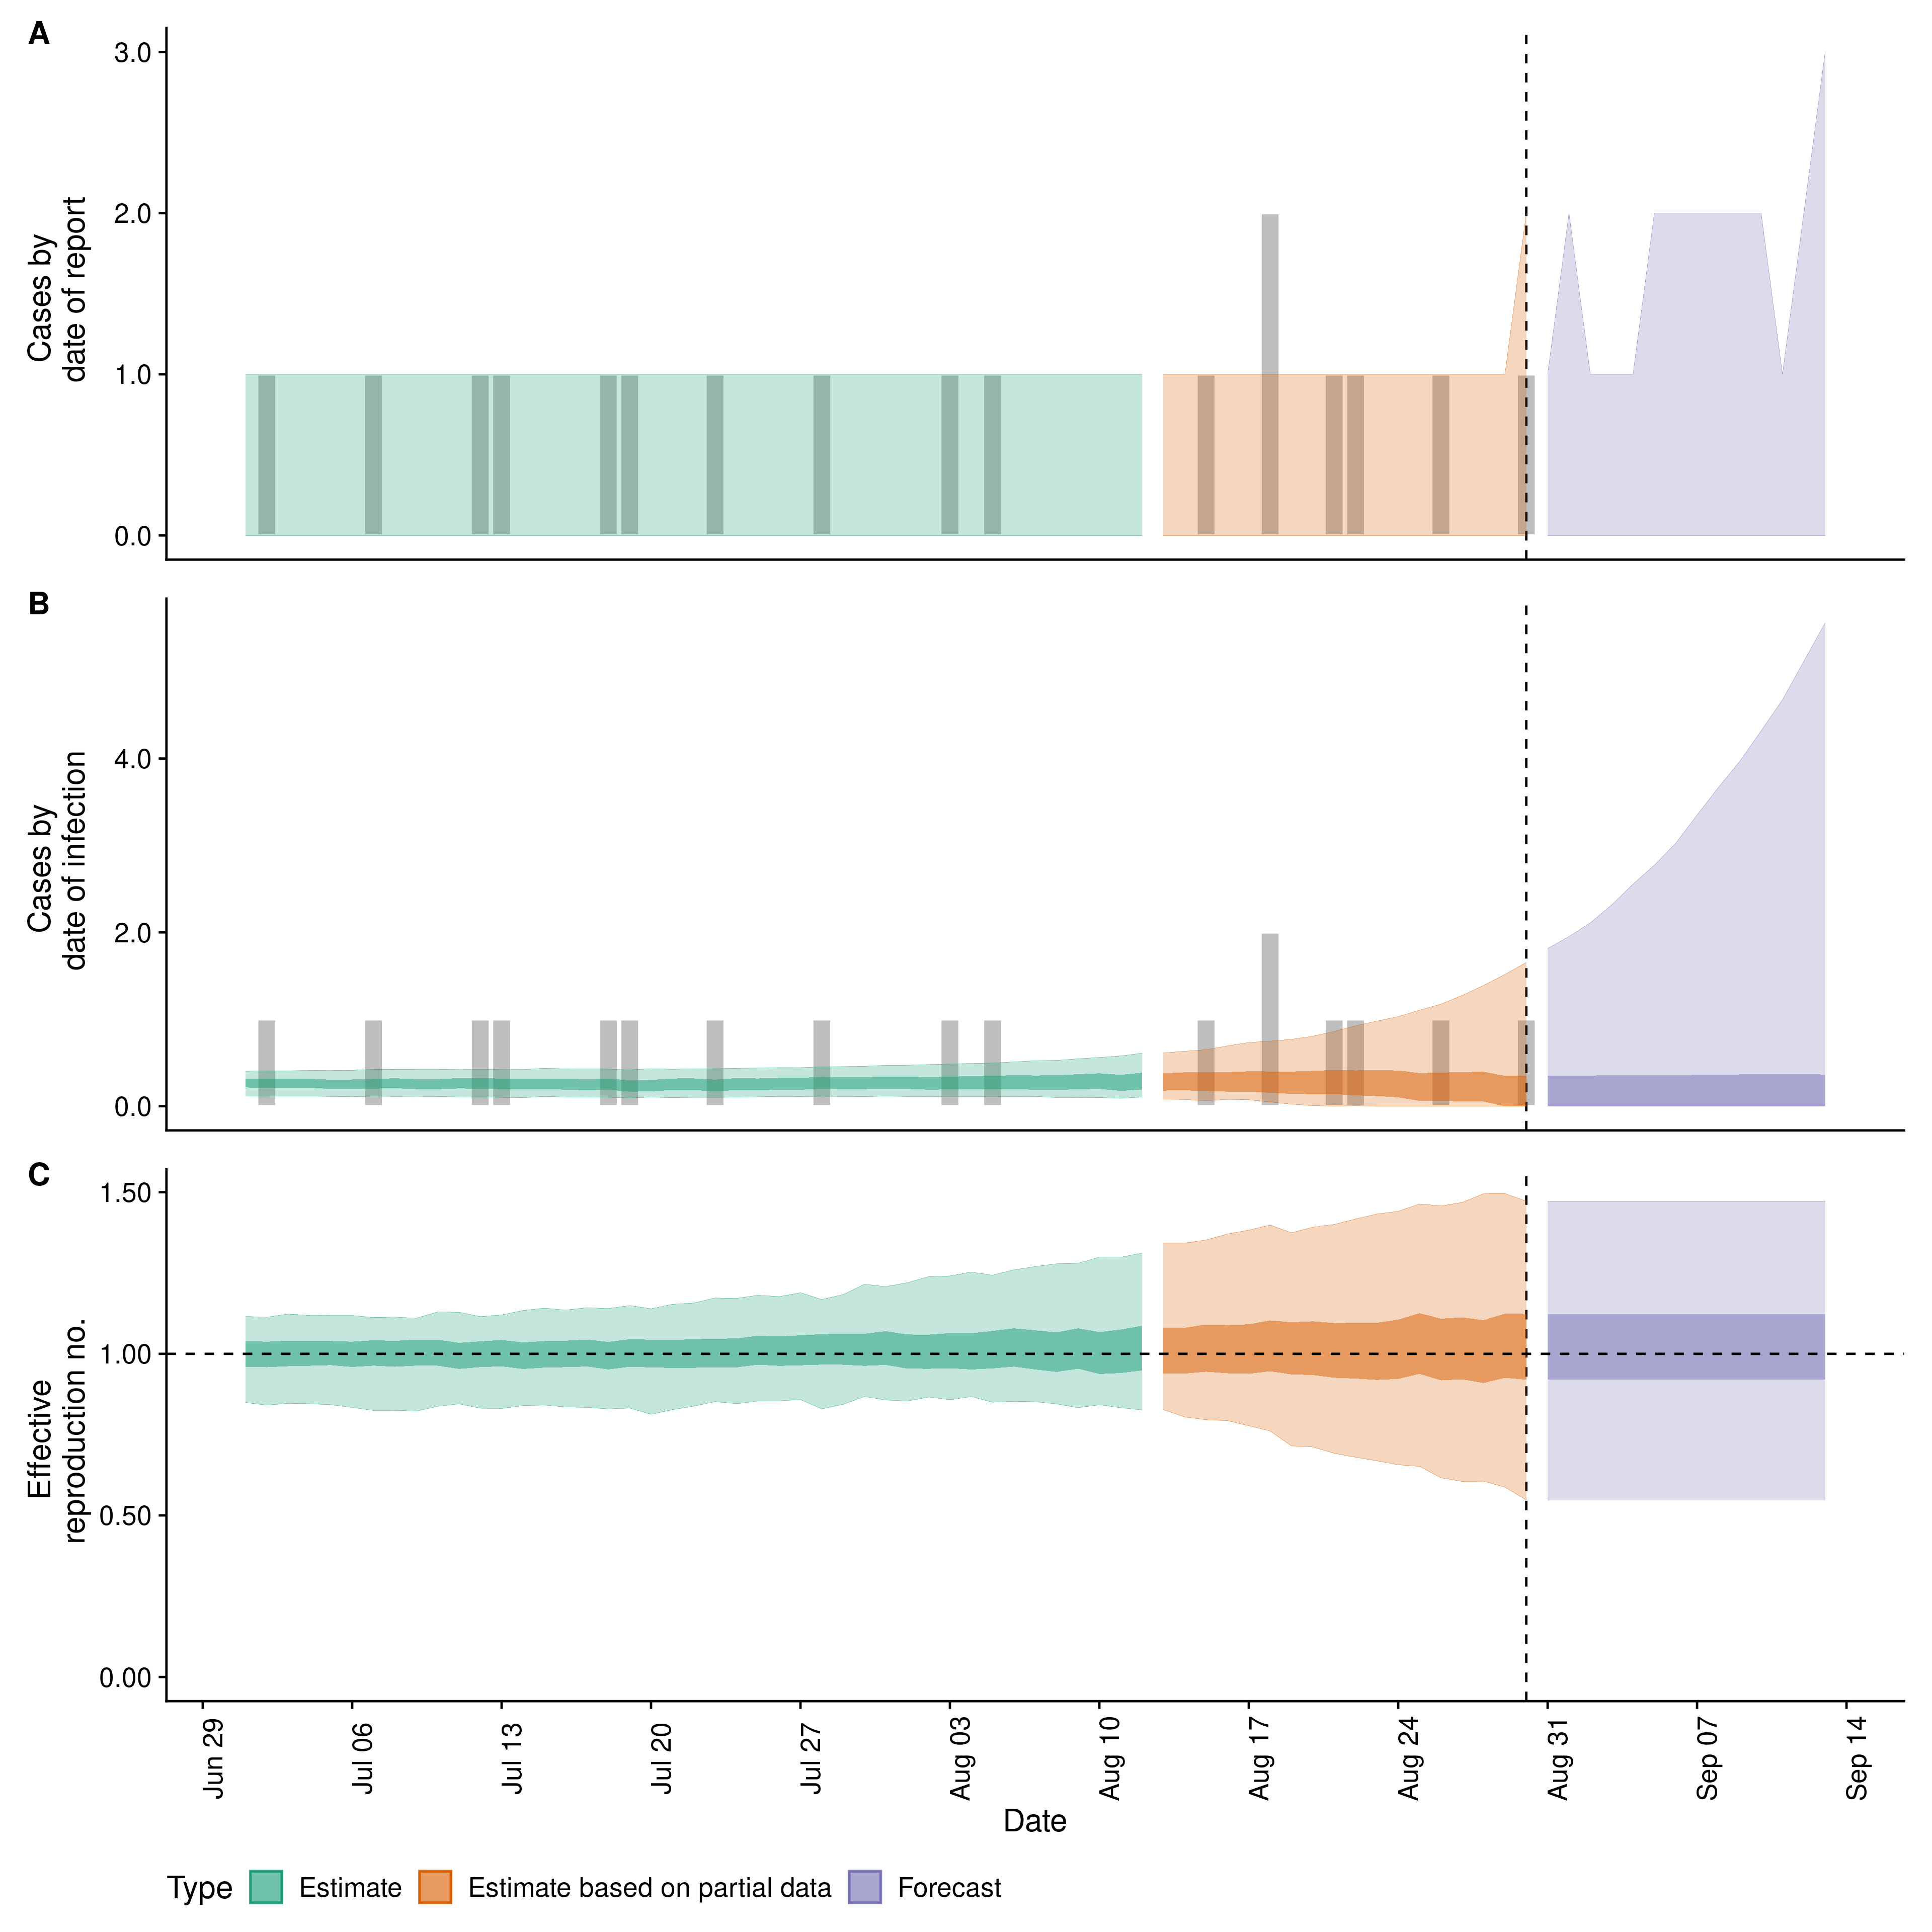 A
3.0
2.0
1.0
0.0
Cases by
date of report
B
4.0
2.0
0.0
Cases by
date of infection
C
1.50
1.00
0.50
0.00
Effective
reproduction no.
Jun 29
Jul 06
Jul 13
Jul 20
Jul 27
Aug 03
Aug 10
Aug 17
Aug 24
Aug 31
Sep 07
Sep 14
Date
Type Estimate Estimate based on partial data Forecast